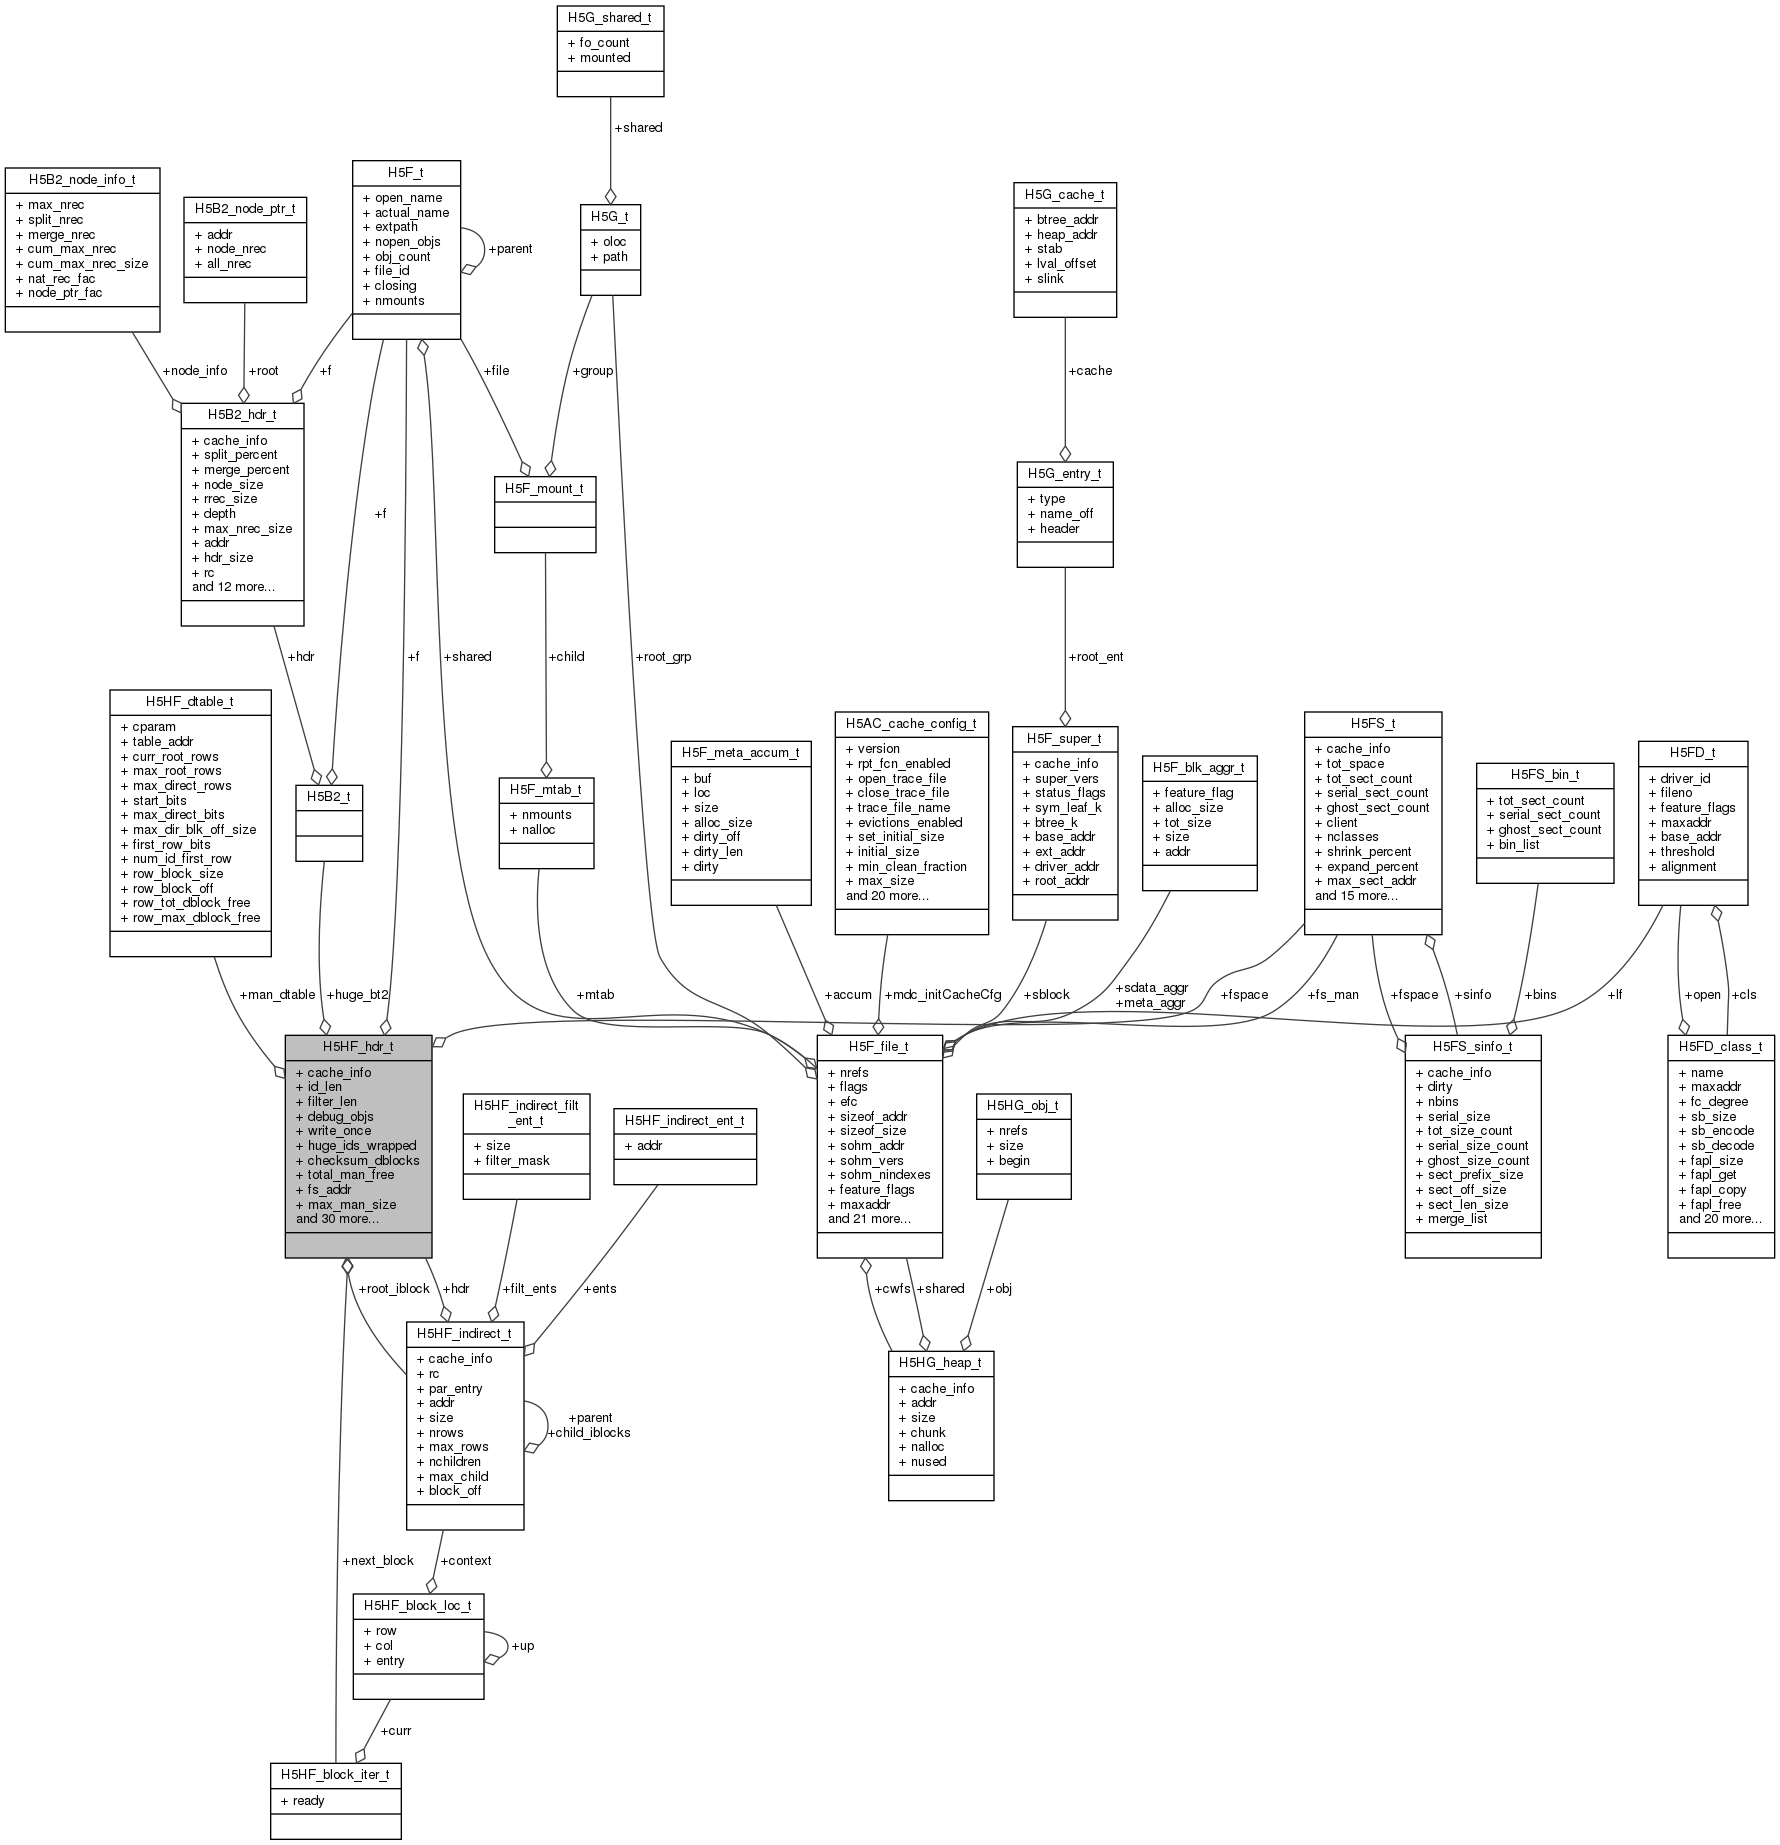 H5G_shared_t
+ fo_count
+ mounted
+shared
H5B2_node_info_t
+ max_nrec
+ split_nrec
+ merge_nrec
+ cum_max_nrec
+ cum_max_nrec_size
+ nat_rec_fac
+ node_ptr_fac
H5B2_node_ptr_t
+ addr
+ node_nrec
+ all_nrec
H5F_t
+ open_name
+ actual_name
+ extpath
+ nopen_objs
+ obj_count
+ file_id
+ closing
+ nmounts
+parent
H5G_t
+ oloc
+ path
H5G_cache_t
+ btree_addr
+ heap_addr
+ stab
+ lval_offset
+ slink
+node_info
+root
+f
+file
+group
+cache
H5B2_hdr_t
+ cache_info
+ split_percent
+ merge_percent
+ node_size
+ rrec_size
+ depth
+ max_nrec_size
+ addr
+ hdr_size
+ rc
and 12 more...
+f
H5F_mount_t
H5G_entry_t
+ type
+ name_off
+ header
+hdr
+f
+shared
+child
+root_grp
+root_ent
H5HF_dtable_t
+ cparam
+ table_addr
+ curr_root_rows
+ max_root_rows
+ max_direct_rows
+ start_bits
+ max_direct_bits
+ max_dir_blk_off_size
+ first_row_bits
+ num_id_first_row
+ row_block_size
+ row_block_off
+ row_tot_dblock_free
+ row_max_dblock_free
H5B2_t
H5F_mtab_t
+ nmounts
+ nalloc
H5F_meta_accum_t
+ buf
+ loc
+ size
+ alloc_size
+ dirty_off
+ dirty_len
+ dirty
H5AC_cache_config_t
+ version
+ rpt_fcn_enabled
+ open_trace_file
+ close_trace_file
+ trace_file_name
+ evictions_enabled
+ set_initial_size
+ initial_size
+ min_clean_fraction
+ max_size
and 20 more...
H5F_super_t
+ cache_info
+ super_vers
+ status_flags
+ sym_leaf_k
+ btree_k
+ base_addr
+ ext_addr
+ driver_addr
+ root_addr
H5F_blk_aggr_t
+ feature_flag
+ alloc_size
+ tot_size
+ size
+ addr
H5FS_t
+ cache_info
+ tot_space
+ tot_sect_count
+ serial_sect_count
+ ghost_sect_count
+ client
+ nclasses
+ shrink_percent
+ expand_percent
+ max_sect_addr
and 15 more...
H5FS_bin_t
+ tot_sect_count
+ serial_sect_count
+ ghost_sect_count
+ bin_list
H5FD_t
+ driver_id
+ fileno
+ feature_flags
+ maxaddr
+ base_addr
+ threshold
+ alignment
+man_dtable
+huge_bt2
+mtab
+accum
+mdc_initCacheCfg
+sblock
+sdata_aggr
+meta_aggr
+fspace
+fs_man
+fspace
+sinfo
+bins
+lf
+open
+cls
H5HF_hdr_t
+ cache_info
+ id_len
+ filter_len
+ debug_objs
+ write_once
+ huge_ids_wrapped
+ checksum_dblocks
+ total_man_free
+ fs_addr
+ max_man_size
and 30 more...
H5HF_indirect_filt
_ent_t
+ size
+ filter_mask
H5HF_indirect_ent_t
+ addr
H5F_file_t
+ nrefs
+ flags
+ efc
+ sizeof_addr
+ sizeof_size
+ sohm_addr
+ sohm_vers
+ sohm_nindexes
+ feature_flags
+ maxaddr
and 21 more...
H5HG_obj_t
+ nrefs
+ size
+ begin
H5FS_sinfo_t
+ cache_info
+ dirty
+ nbins
+ serial_size
+ tot_size_count
+ serial_size_count
+ ghost_size_count
+ sect_prefix_size
+ sect_off_size
+ sect_len_size
+ merge_list
H5FD_class_t
+ name
+ maxaddr
+ fc_degree
+ sb_size
+ sb_encode
+ sb_decode
+ fapl_size
+ fapl_get
+ fapl_copy
+ fapl_free
and 20 more...
+root_iblock
+hdr
+filt_ents
+ents
+cwfs
+shared
+obj
H5HF_indirect_t
+ cache_info
+ rc
+ par_entry
+ addr
+ size
+ nrows
+ max_rows
+ nchildren
+ max_child
+ block_off
+parent
+child_iblocks
H5HG_heap_t
+ cache_info
+ addr
+ size
+ chunk
+ nalloc
+ nused
+next_block
+context
H5HF_block_loc_t
+ row
+ col
+ entry
+up
+curr
H5HF_block_iter_t
+ ready